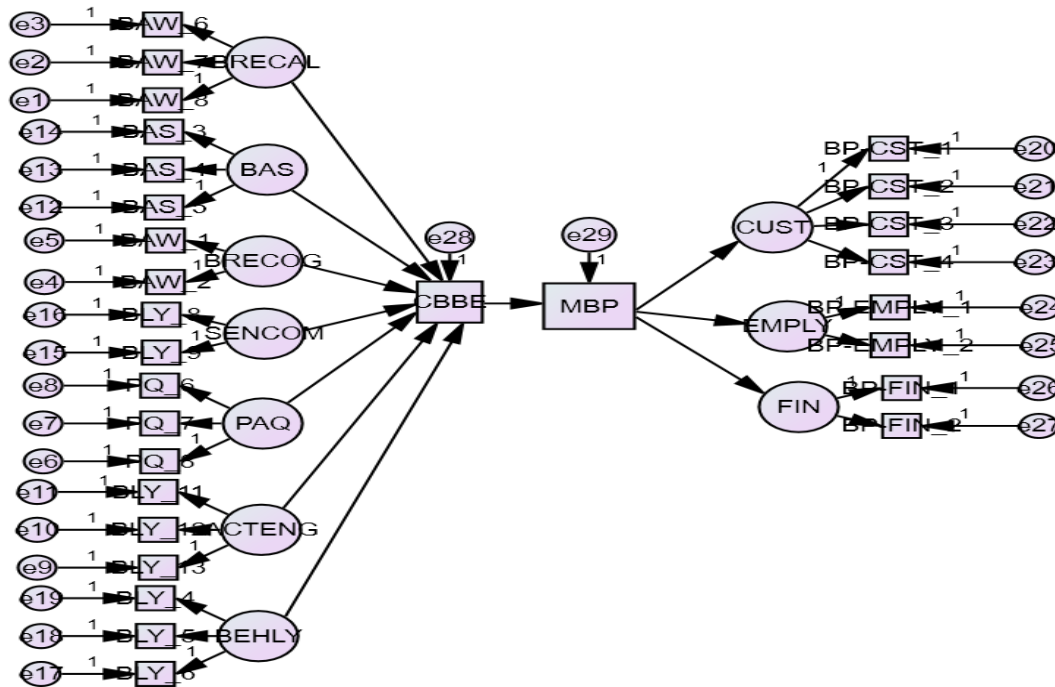 e3 1 BAW_6
e2 1 BAW_7 BRECAL
e1 1 BAW_8 1
e14 1 BAS_3
e13 1 BAS_4 BAS
e12 1 BAS_5 1
e5 1 BAW_1
BRECOG
e4 1 BAW_2 1
e16 1 BLY_8
SENCOM
e15 1 BLY_9 1
e8 1 PQ_6
e7 1 PQ_7 PAQ
e6 1 1
e11 1 BLY_11
e10 1 BLY_12 ACTENG
e9 1 BLY_13 1
e19 1 BLY_4
e18 1 BLY_5 BEHLY
e17 1 BLY_6 1
e28 1
CBBE
e29 1
MBP
CUST
1 BP-CST_1 1 e20
BP-CST_2 1 e21
BP-CST_3 1 e22
BP-CST_4 1 e23
EMPLY
1 BP-EMPLY_1 1 e24
BP-EMPLY_2 1 e25
FIN
1 BP-FIN_1 1 e26
BP-FIN_2 1 e27